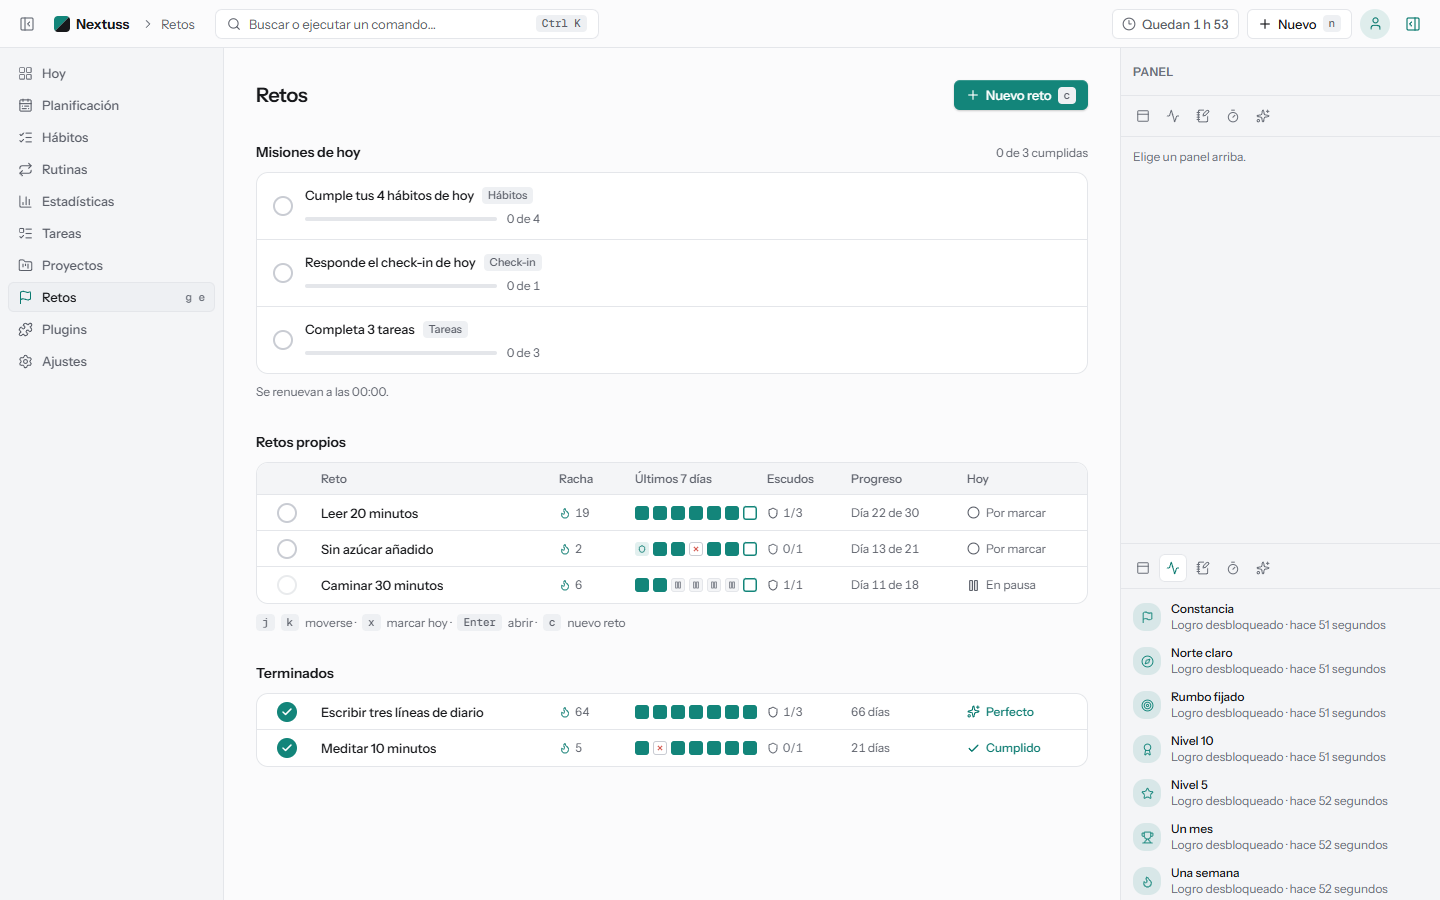 Nextuss
Retos
Buscar o ejecutar un comando...
Ctrl K
Quedan 1 h 53
Nuevo n
Hoy
Planificación
Hábitos
Rutinas
Estadísticas
Tareas
Proyectos
Retos g e
Plugins
Ajustes
Retos
Nuevo reto c
Misiones de hoy
0 de 3 cumplidas
Cumple tus 4 hábitos de hoy Hábitos
0 de 4
Responde el check-in de hoy Check-in
0 de 1
Completa 3 tareas Tareas
0 de 3
Se renuevan a las 00:00.
Retos propios
Reto Racha Últimos 7 días Escudos Progreso Hoy
Leer 20 minutos 19 1/3 Día 22 de 30 Por marcar
Sin azúcar añadido 2 0/1 Día 13 de 21 Por marcar
Caminar 30 minutos 6 1/1 Día 11 de 18 En pausa
j k moverse · x marcar hoy · Enter abrir · c nuevo reto
Terminados
Escribir tres líneas de diario 64 1/3 66 días Perfecto
Meditar 10 minutos 5 0/1 21 días Cumplido
PANEL
Elige un panel arriba.
Constancia
Logro desbloqueado · hace 51 segundos
Norte claro
Logro desbloqueado · hace 51 segundos
Rumbo fijado
Logro desbloqueado · hace 51 segundos
Nivel 10
Logro desbloqueado · hace 51 segundos
Nivel 5
Logro desbloqueado · hace 52 segundos
Un mes
Logro desbloqueado · hace 52 segundos
Una semana
Logro desbloqueado · hace 52 segundos